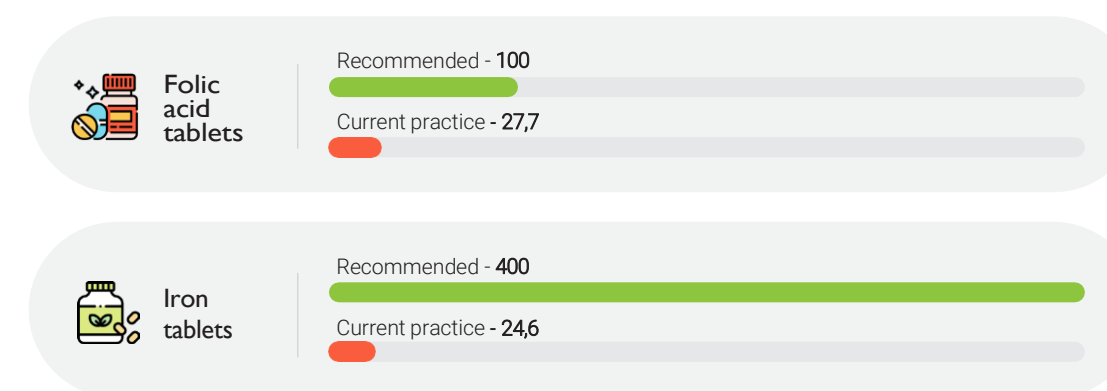 Folic
acid
tablets
Recommended - 100
Current practice - 27,7
Iron
tablets
Recommended - 400
Current practice - 24,6